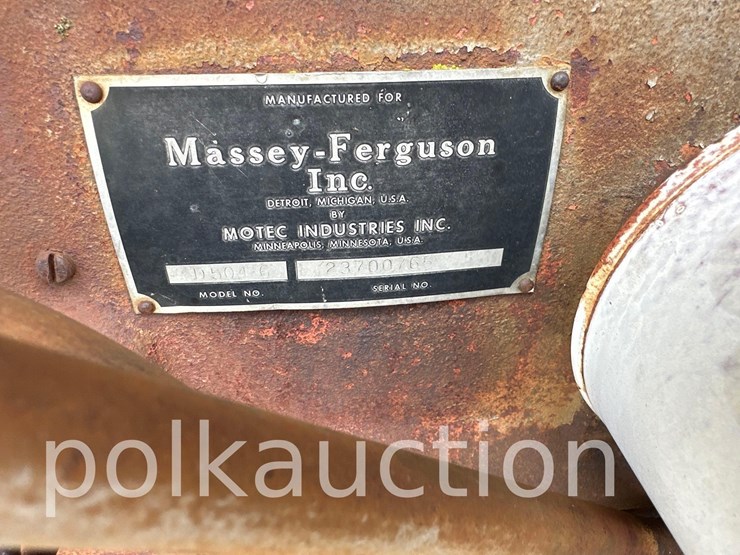 MANUFACTURED FOR
Massey-Ferguson
Inc.
DETROIT, MICHIGAN, U.S.A.
BY
MOTEC INDUSTRIES INC.
MINNEAPOLIS, MINNESOTA, U.S.A.
MODEL NO.
SERIAL NO.
polkauction